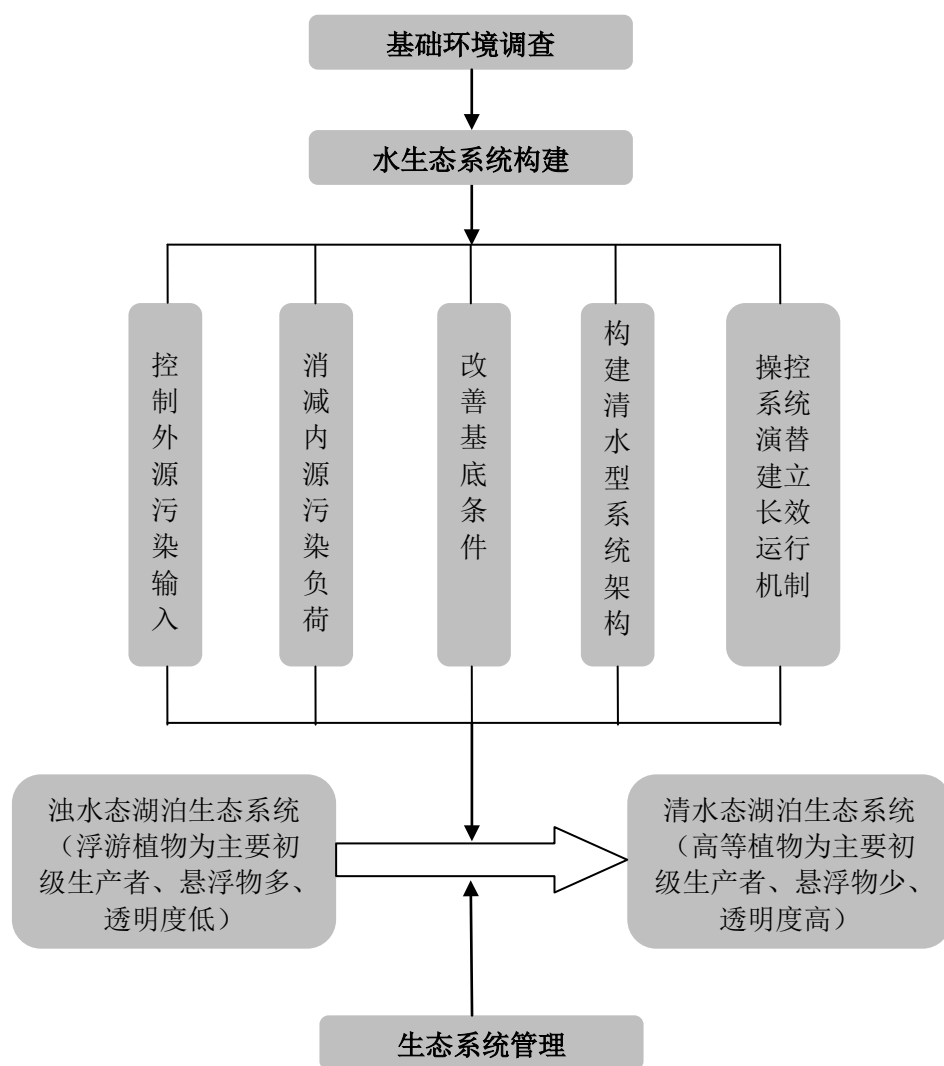 基础环境调查
水生态系统构建
控制外源污染输入
消减内源污染负荷
改善基底条件
构建清水型系统架构
操控
系统
演替
建立
长效
运行
机制
浊水态湖泊生态系统
（浮游植物为主要初
级生产者、悬浮物多、
透明度低）
清水态湖泊生态系统
（高等植物为主要初
级生产者、悬浮物少、
透明度高）
生态系统管理